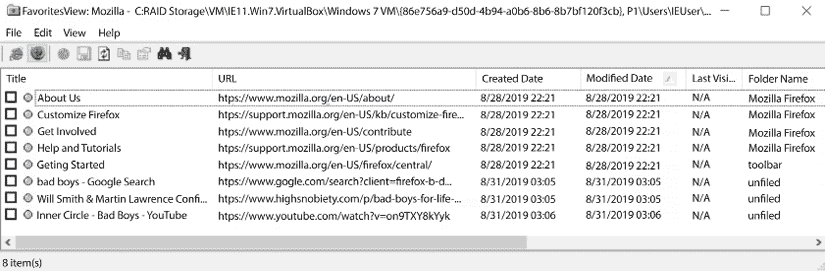 FavoritesView: Mozilla - C:RAID Storage\VM\IE11.Win7.VirtualBox\Windows 7 VM\{86e756a9-d50d-4b94-a0b6-8b6-8b7bf120f3cb}, P1\Users\IEUser\...
File Edit View Help
Title URL Created Date Modified Date Last Visi... Folder Name
About Us https://www.mozilla.org/en-US/about/ 8/28/2019 22:21 8/28/2019 22:21 N/A Mozilla Firefox
Customize Firefox htps://support.mozilla.org/en-US/kb/customize-fire... 8/28/2019 22:21 8/28/2019 22:21 N/A Mozilla Firefox
Get Involved htps://www.mozilla.org/en-US/contribute 8/28/2019 22:21 8/28/2019 22:21 N/A Mozilla Firefox
Help and Tutorials htps://support.mozilla.org/en-US/products/firefox 8/28/2019 22:21 8/28/2019 22:21 N/A Mozilla Firefox
Geting Started htps://www.mozilla.org/en-US/firefox/central/ 8/28/2019 22:21 8/28/2019 22:21 N/A toolbar
bad boys - Google Search htps://www.gogle.com/search?client=firefox-b-d... 8/31/2019 03:05 8/31/2019 03:05 N/A unfiled
Will Smith & Martin Lawrence Confi... htps://www.highsnobiety.com/p/bad-boys-for-life-... 8/31/2019 03:05 8/31/2019 03:05 N/A unfiled
Inner Circle - Bad Boys - YouTube htps://www.youtube.com/watch?v=on9TXY8kYyk 8/31/2019 03:06 8/31/2019 03:06 N/A unfiled
8 item(s)